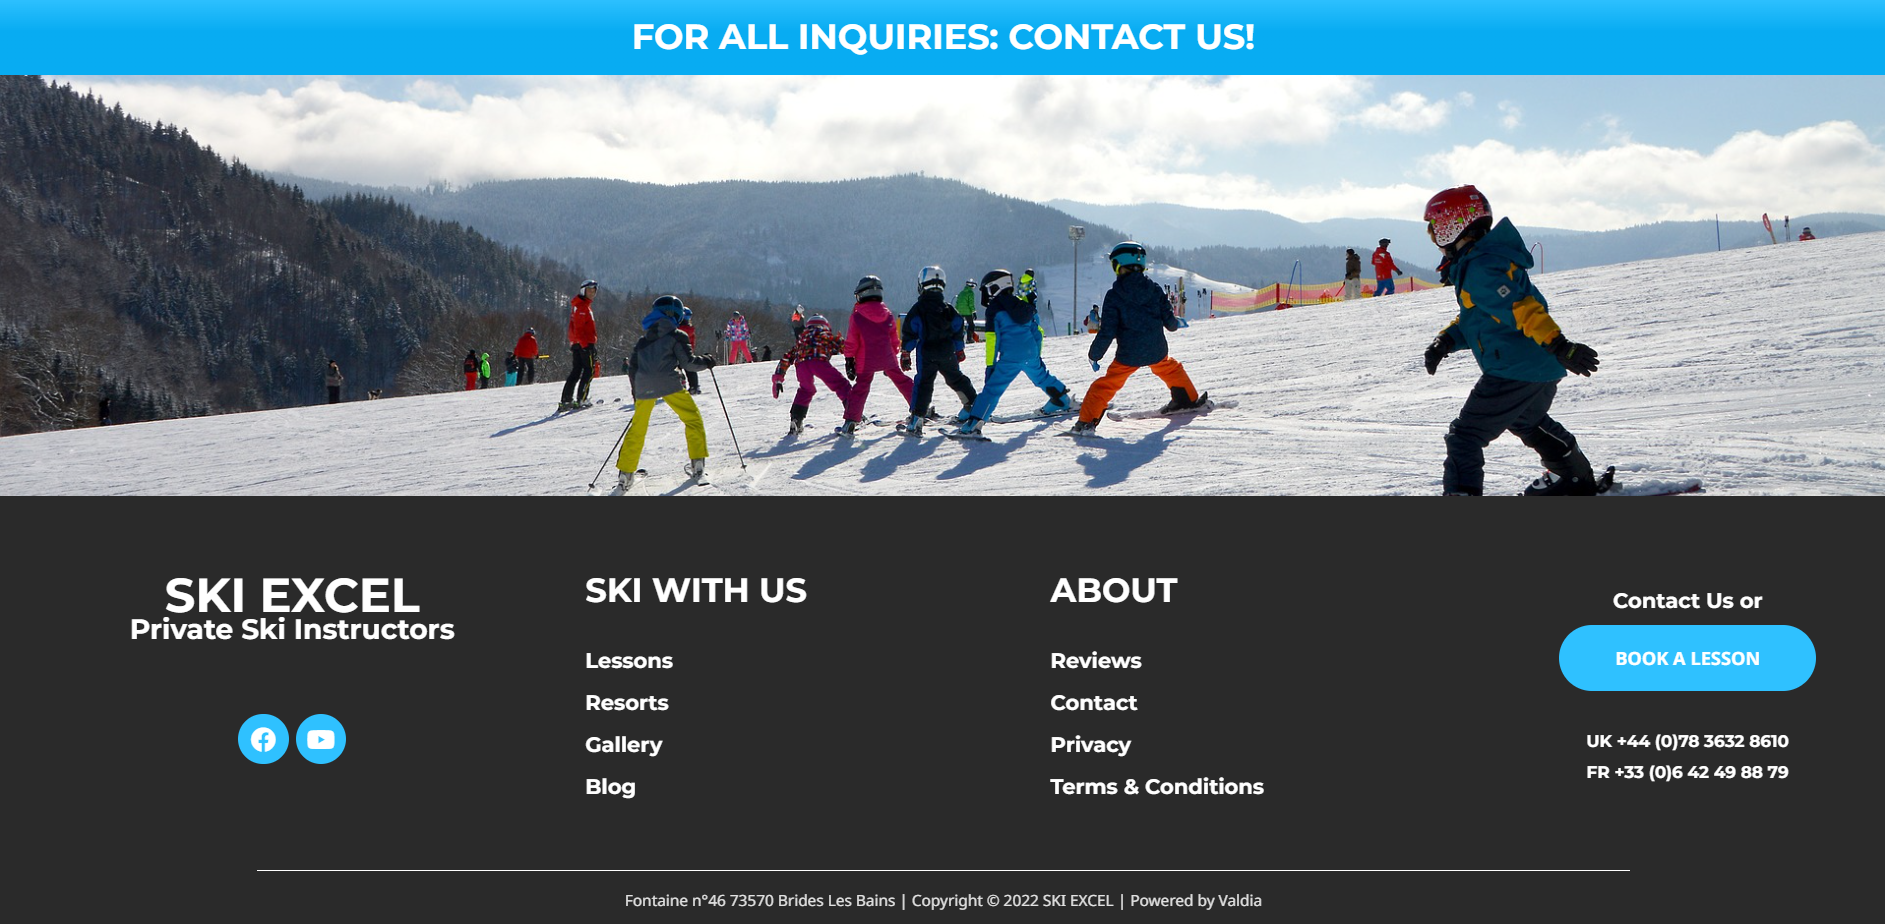 FOR ALL INQUIRIES: CONTACT US!
SKI EXCEL
Private Ski Instructors
SKI WITH US
Lessons
Resorts
Gallery
Blog
ABOUT
Reviews
Contact
Privacy
Terms & Conditions
Contact Us or
BOOK A LESSON
UK +44 (0)78 3632 8610
FR +33 (0)6 42 49 88 79
Fontaine n°46 73570 Brides Les Bains | Copyright © 2022 SKI EXCEL | Powered by Valdia